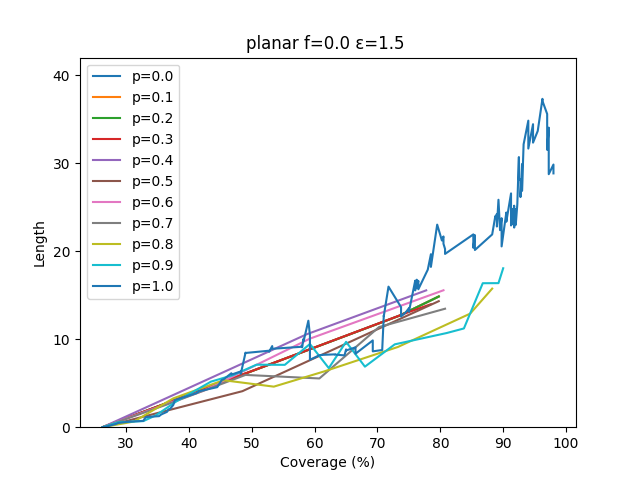 planar f=0.0 ε=1.5
40
30
20
10
0
Length
p=0.0
p=0.1
p=0.2
p=0.3
p=0.4
p=0.5
p=0.6
p=0.7
p=0.8
p=0.9
p=1.0
30 40 50 60 70 80 90 100
Coverage (%)